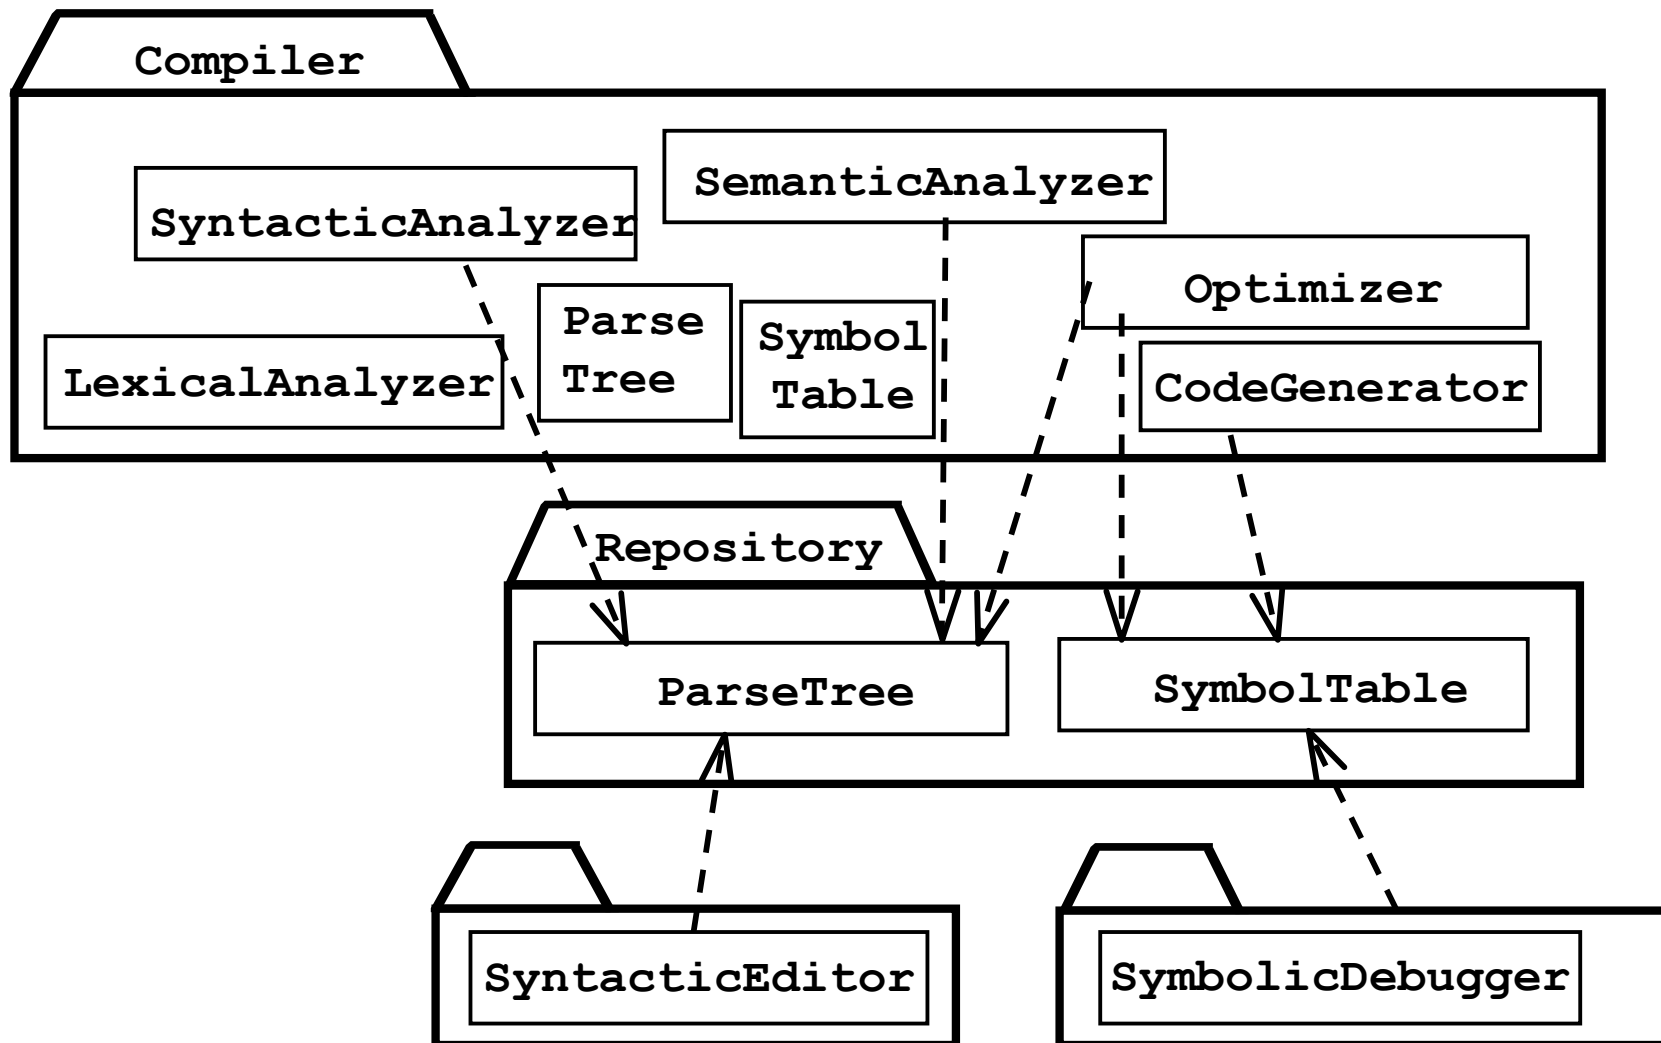 Compiler
SemanticAnalyzer
SyntacticAnalyzer
Optimizer
Parse
Tree
Symbol
Table
LexicalAnalyzer
CodeGenerator
Repository
ParseTree
SymbolTable
SyntacticEditor
SymbolicDebugger